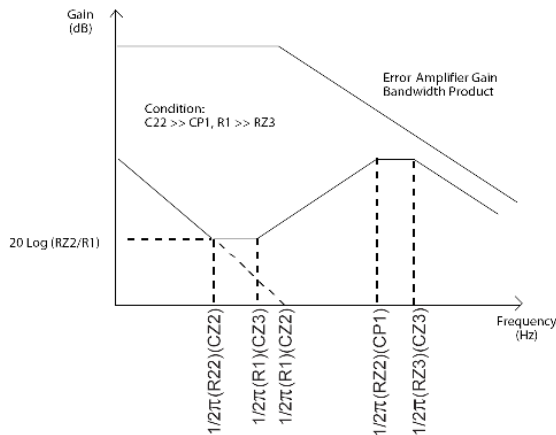 Gain
(dB)
Error Amplifier Gain
Bandwidth Product
Condition:
C22 >> CP1, R1 >> RZ3
20 Log (RZ2/R1)
Frequency
(Hz)
1/2π(R22)(CZ2)
1/2π(R1)(CZ3)
1/2π(R1)(CZ2)
1/2π(RZ2)(CP1)
1/2π(RZ3)(CZ3)